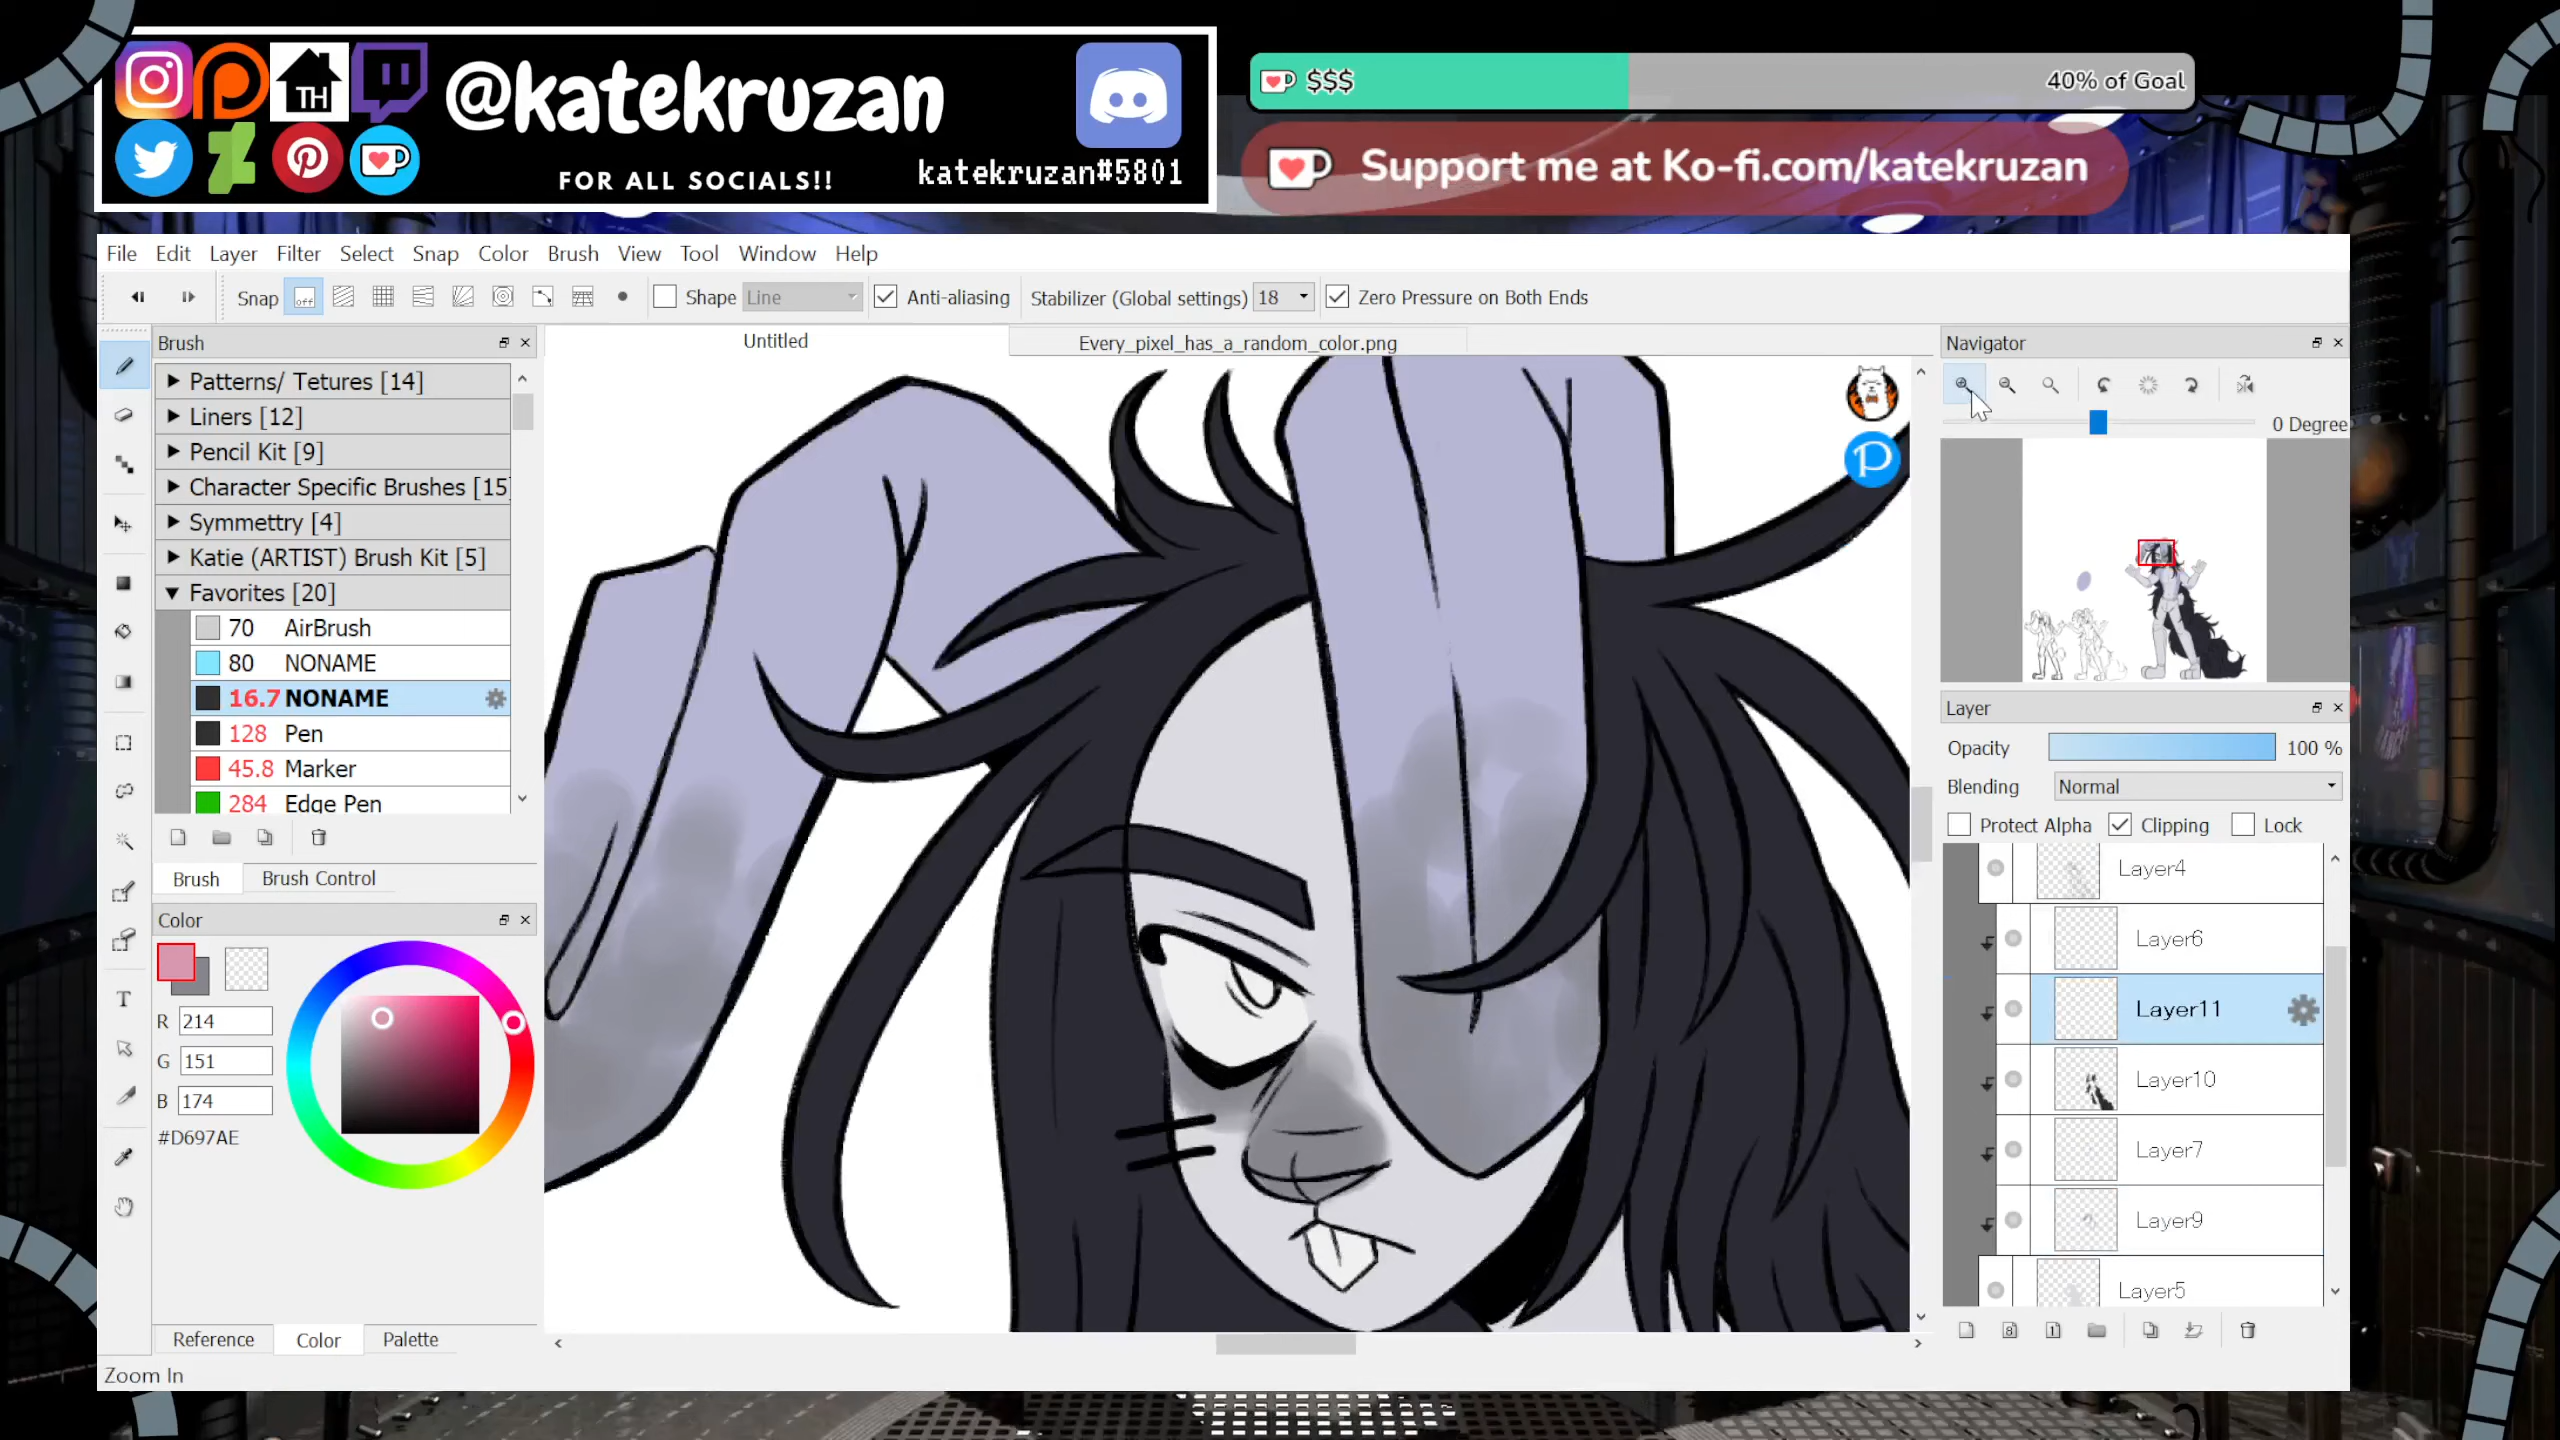 TH
@katekruzan
FOR ALL SOCIALS!!
katekruzan#5801
$$$
40% of Goal
Support me at Ko-fi.com/katekruzan
File Edit Layer Filter Select Snap Color Brush View Tool Window Help
Snap off Shape Line Anti-aliasing Stabilizer (Global settings) 18 Zero Pressure on Both Ends
Brush
Untitled
Every_pixel_has_a_random_color.png
Navigator
Patterns/ Tetures [14]
Liners [12]
Pencil Kit [9]
Character Specific Brushes [15]
Symmettry [4]
Katie (ARTIST) Brush Kit [5]
Favorites [20]
70 AirBrush
80 NONAME
16.7 NONAME
128 Pen
45.8 Marker
284 Edge Pen
Brush Brush Control
Color
R 214
G 151
B 174
#D697AE
Reference Color Palette
Zoom In
P
0 Degree
Layer
Opacity 100 %
Blending Normal
Protect Alpha Clipping Lock
Layer4
Layer6
Layer11
Layer10
Layer7
Layer9
Layer5
8
1
T